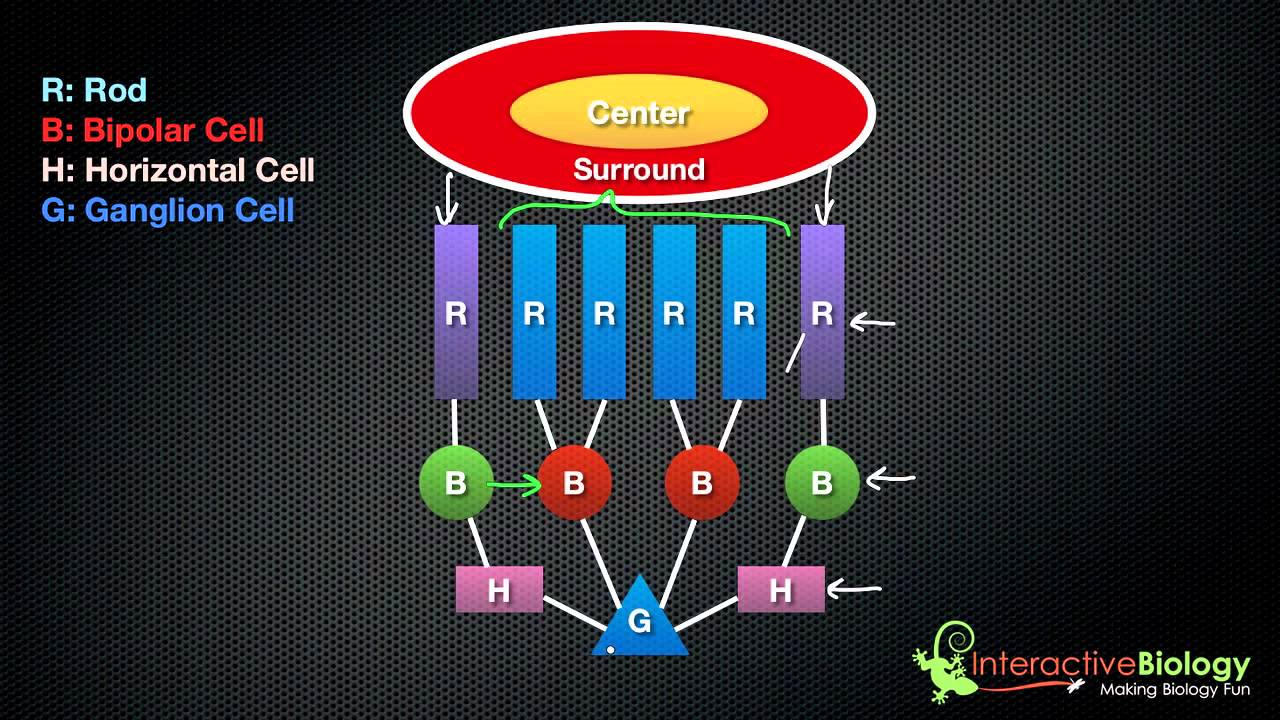 R: Rod
B: Bipolar Cell
H: Horizontal Cell
G: Ganglion Cell
Center
Surround
R R R R R R
B B B B
H H
G
InteractiveBiology
Making Biology Fun